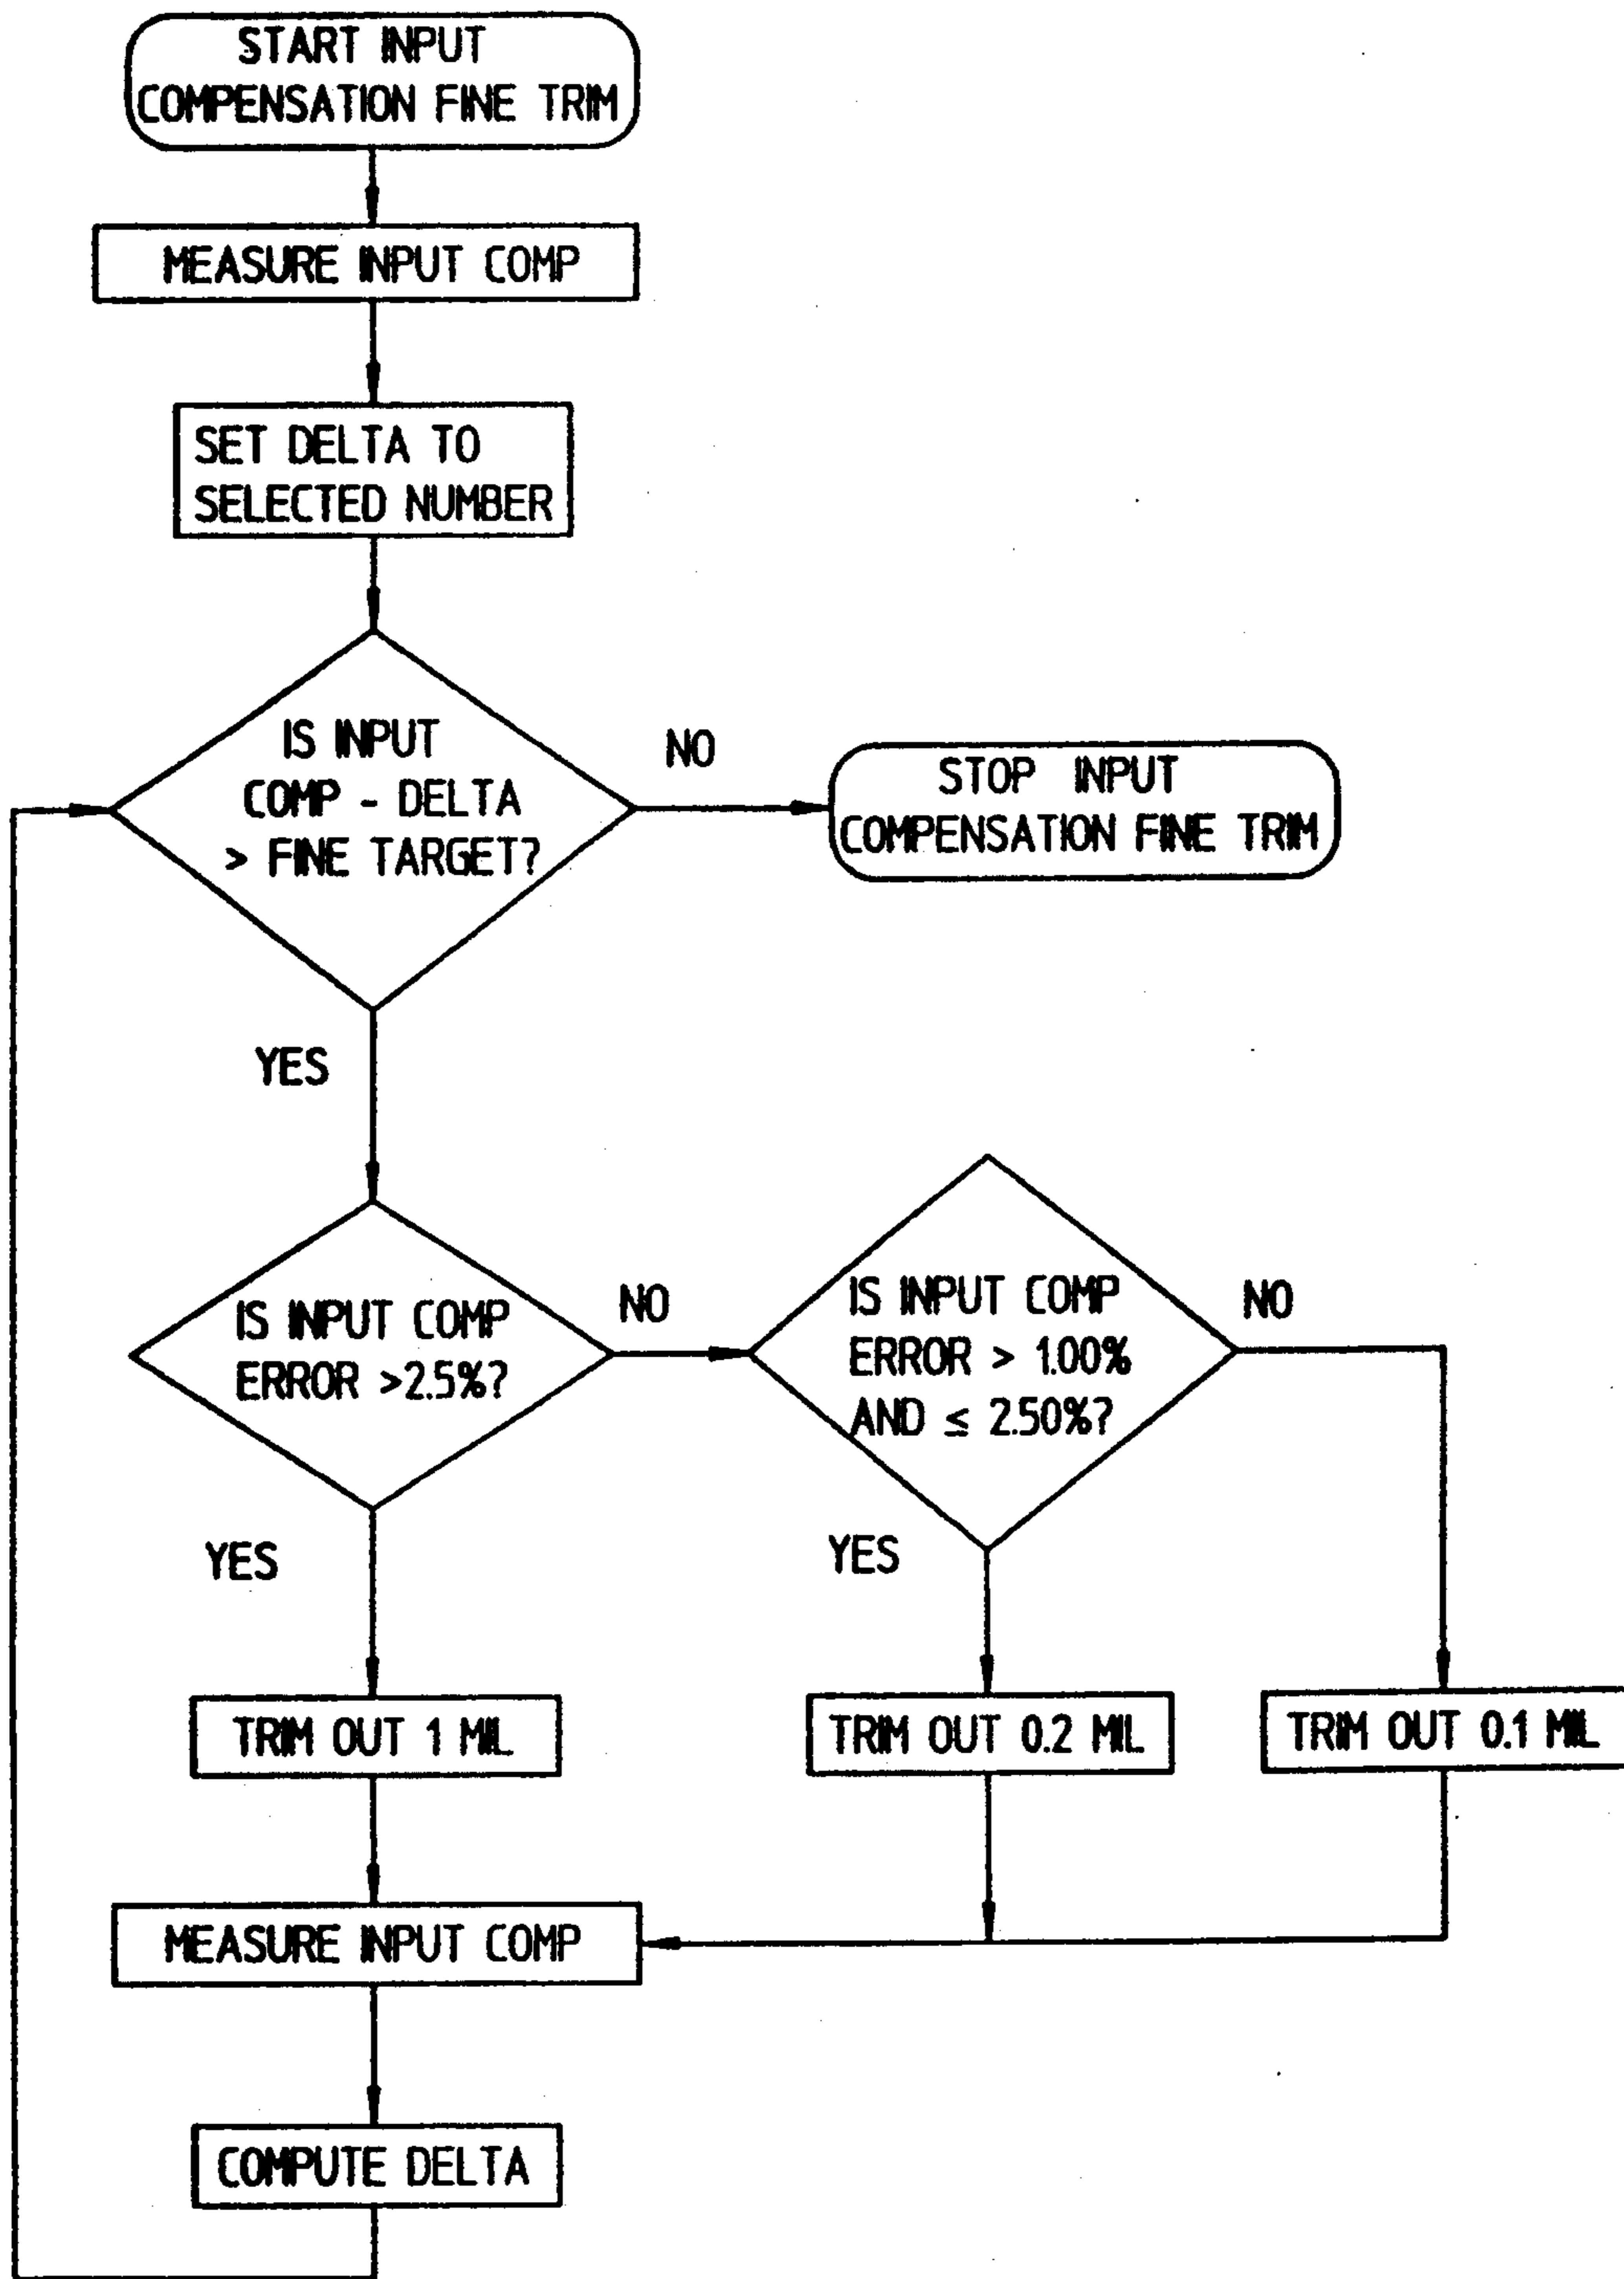 START INPUT
COMPENSATION FINE TRIM
MEASURE INPUT COMP
SET DELTA TO
SELECTED NUMBER
IS INPUT
COMP - DELTA
> FINE TARGET?
NO
STOP INPUT
COMPENSATION FINE TRIM
YES
IS INPUT COMP
ERROR >2.5%?
NO
IS INPUT COMP
ERROR > 1.00%
AND ≤ 2.50%?
NO
YES
YES
TRIM OUT 1 MIL
TRIM OUT 0.2 MIL
TRIM OUT 0.1 MIL
MEASURE INPUT COMP
COMPUTE DELTA